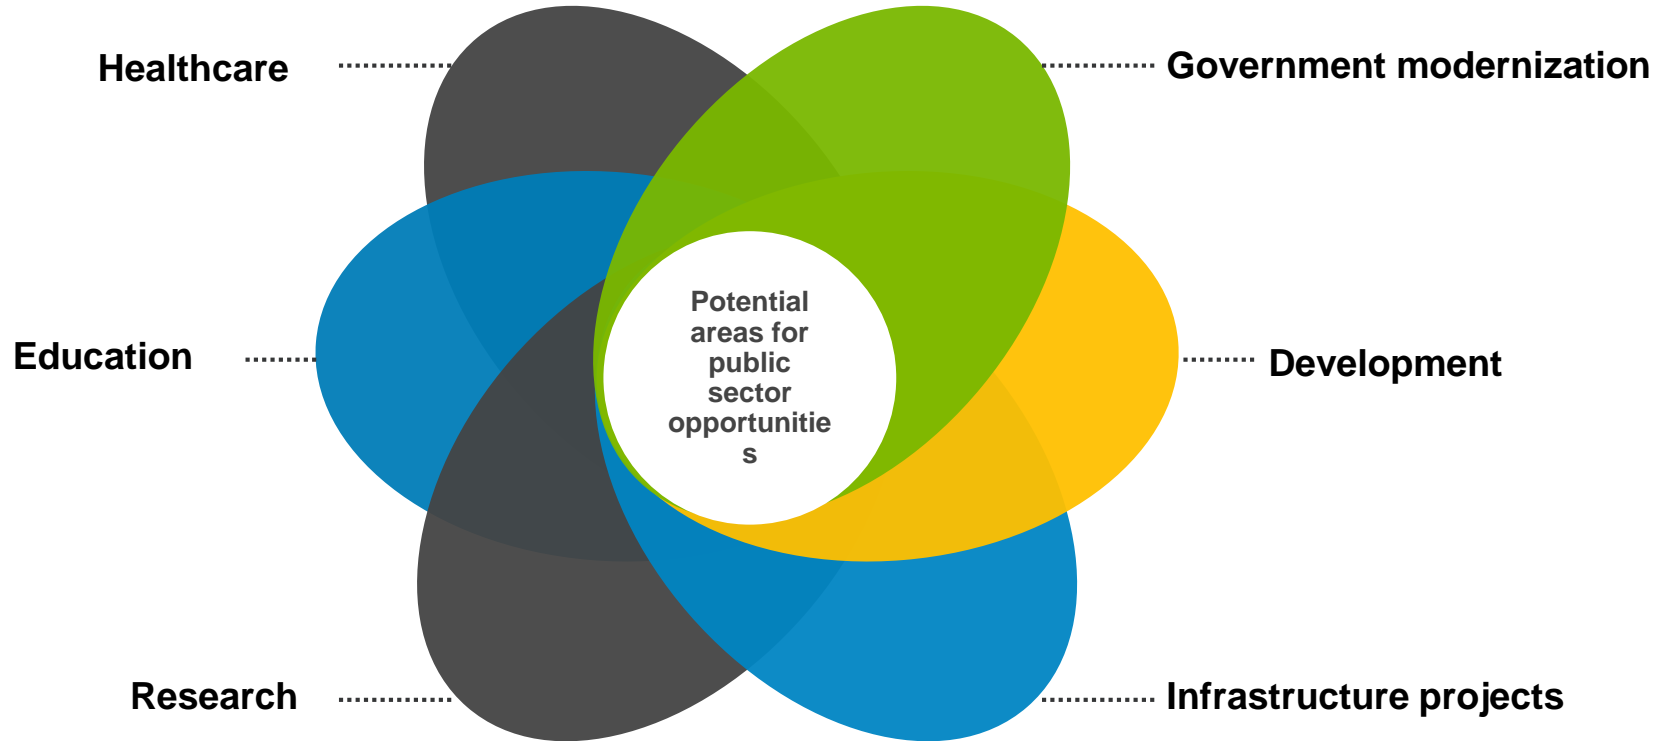 Healthcare
Government modernization
Education
Potential
areas for
public
sector
opportunitie
s
Development
Research
Infrastructure projects